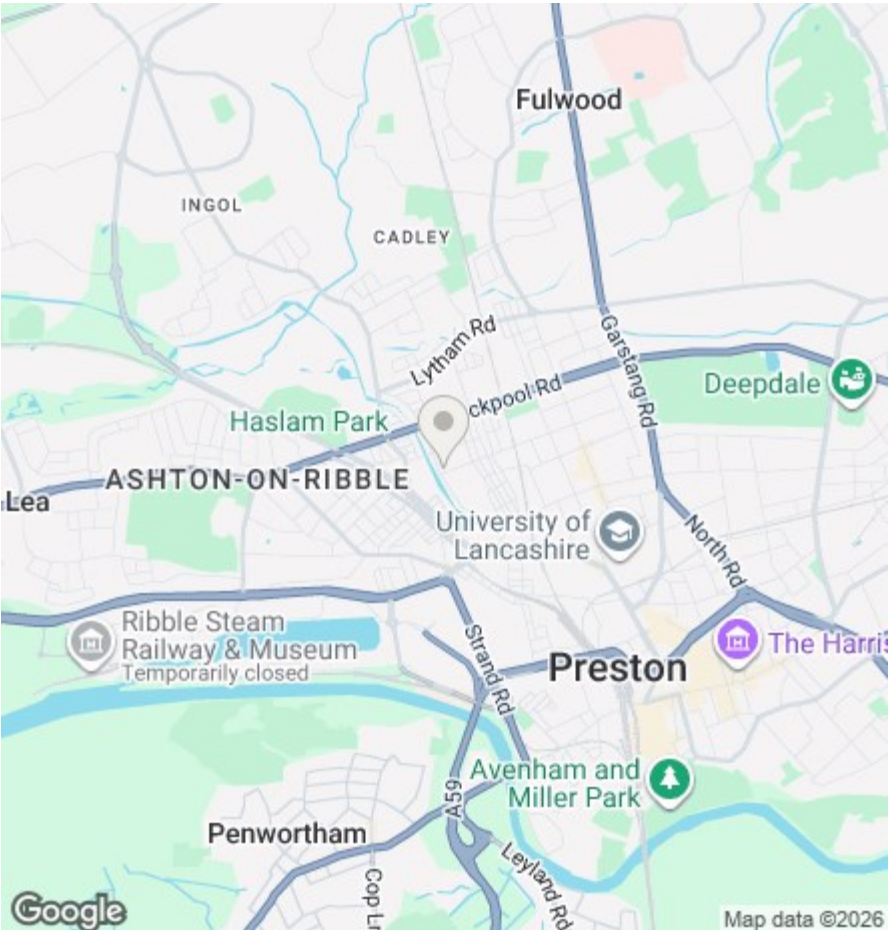 Fulwood
INGOL
CADLEY
Lytham Rd
Garstang Rd
ckpool Rd
Deepdale
Haslam Park
ASHTON-ON-RIBBLE
Lea
University of
Lancashire
North Rd
Ribble Steam
Railway & Museum
Temporarily closed
Strand Rd
The Harris
Preston
Avenham and
Miller Park
A59
Penwortham
Leyland Rd
Cop L
Google
Map data ©2026